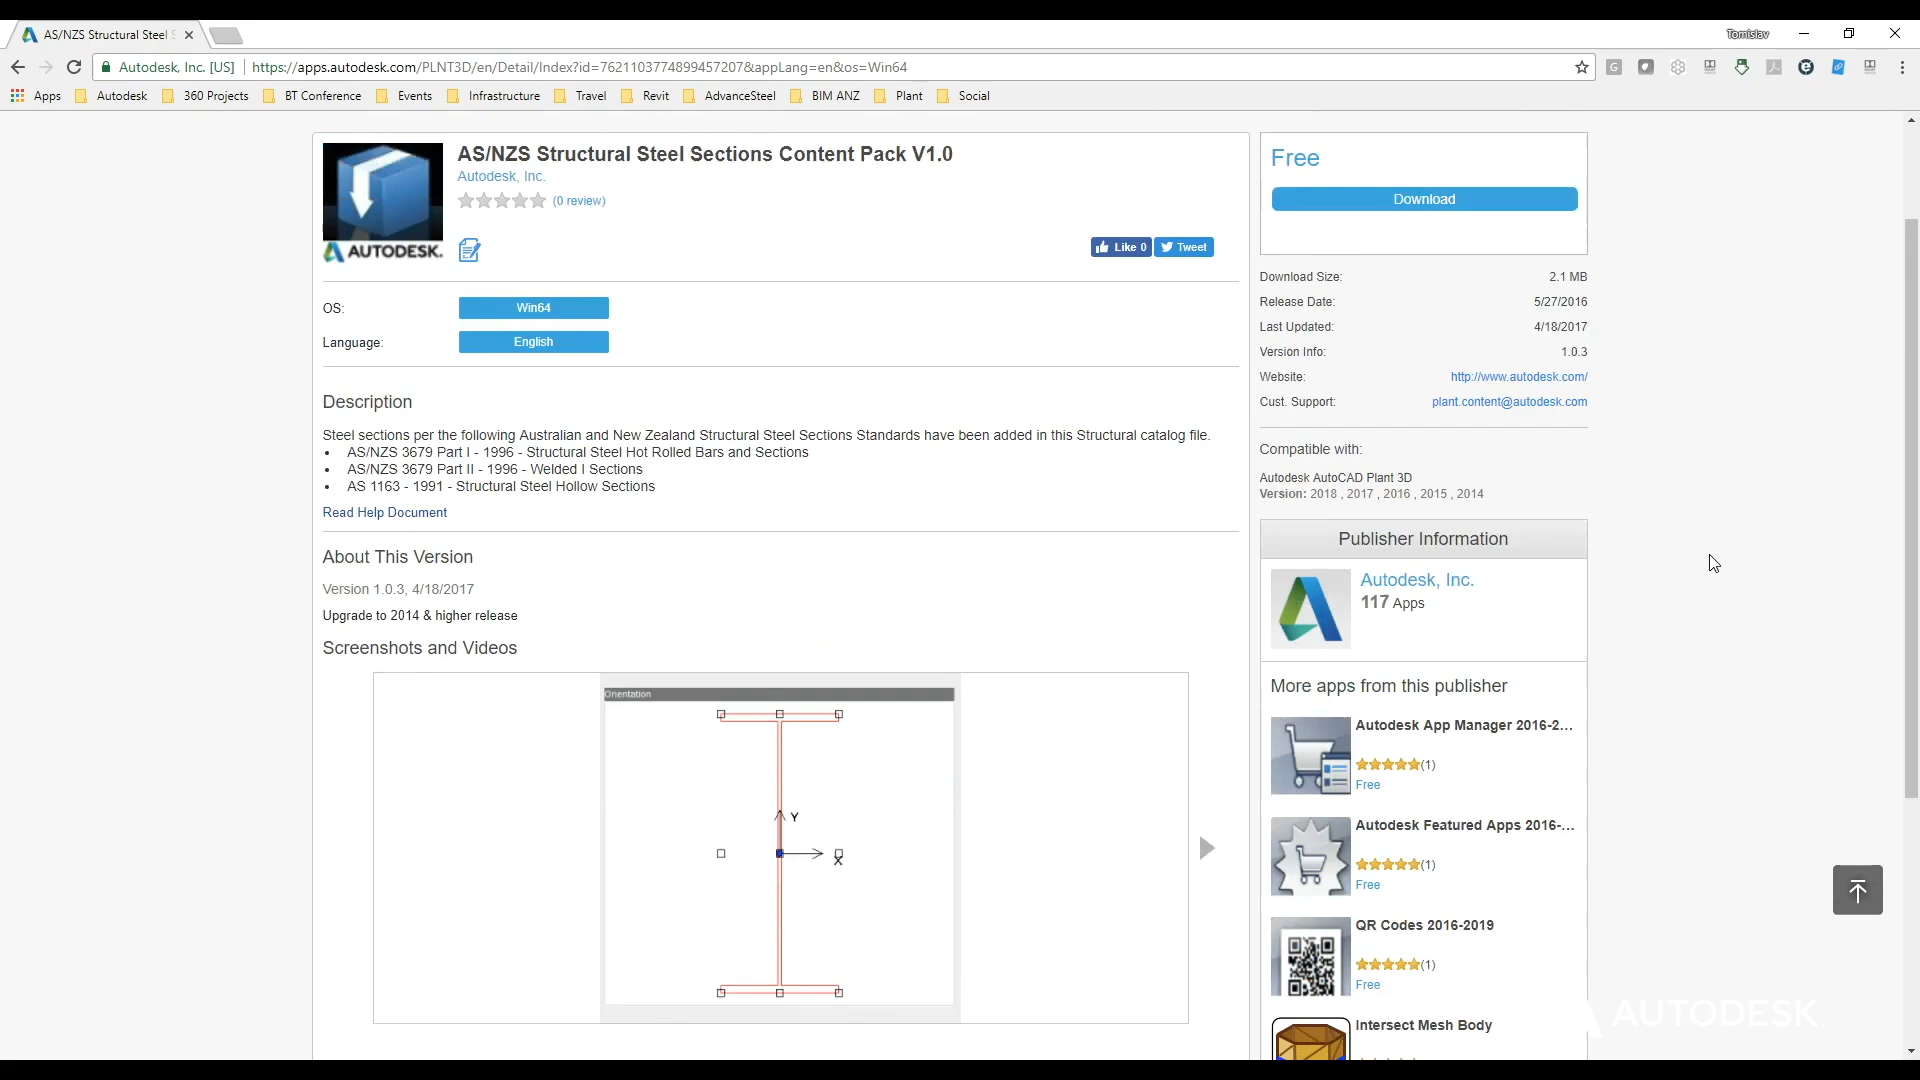 AS/NZS Structural Steel S
Tomislav
Autodesk, Inc. [US]
https://apps.autodesk.com/PLNT3D/en/Detail/Index?id=7621103774899457207&appLang=en&os=Win64
Apps
Autodesk
360 Projects
BT Conference
Events
Infrastructure
Travel
Revit
AdvanceSteel
BIM ANZ
Plant
Social
AUTODESK.
AS/NZS Structural Steel Sections Content Pack V1.0
Autodesk, Inc.
(0 review)
Like 0
Tweet
OS:
Win64
Language:
English
Description
Steel sections per the following Australian and New Zealand Structural Steel Sections Standards have been added in this Structural catalog file.
• AS/NZS 3679 Part I - 1996 - Structural Steel Hot Rolled Bars and Sections
• AS/NZS 3679 Part II - 1996 - Welded I Sections
• AS 1163 - 1991 - Structural Steel Hollow Sections
Read Help Document
About This Version
Version 1.0.3, 4/18/2017
Upgrade to 2014 & higher release
Screenshots and Videos
Orientation
Y
X
Free
Download
Download Size: 2.1 MB
Release Date: 5/27/2016
Last Updated: 4/18/2017
Version Info: 1.0.3
Website: http://www.autodesk.com/
Cust. Support: plant.content@autodesk.com
Compatible with:
Autodesk AutoCAD Plant 3D
Version: 2018 , 2017 , 2016 , 2015 , 2014
Publisher Information
Autodesk, Inc.
117 Apps
More apps from this publisher
Autodesk App Manager 2016-2...
(1)
Free
Autodesk Featured Apps 2016-...
(1)
Free
QR Codes 2016-2019
(1)
Free
Intersect Mesh Body
AUTODESK